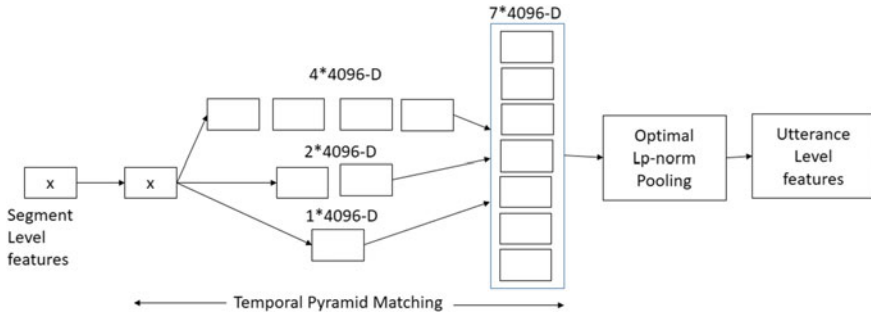 7*4096-D
4*4096-D
2*4096-D
1*4096-D
x
x
Segment
Level
features
Optimal
Lp-norm
Pooling
Utterance
Level
features
Temporal Pyramid Matching